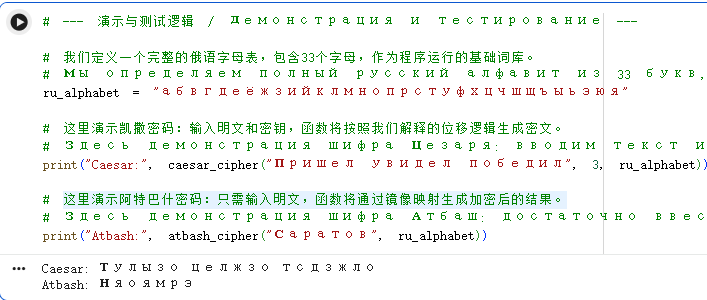 # --- 演示与测试逻辑 / Демонстрация и тестирование ---
# 我们定义一个完整的俄语字母表，包含33个字母，作为程序运行的基础词库。
# Мы определяем полный русский алфавит из 33 букв,
ru_alphabet = "абвгдеёжзийклмнопрстуфхцчшщъыьэюя"
# 这里演示凯撒密码：输入明文和密钥，函数将按照我们解释的位移逻辑生成密文。
# Здесь демонстрация шифра Цезаря: вводим текст и
print("Caesar:", caesar_cipher("Пришел увидел победил", 3, ru_alphabet))
# 这里演示阿特巴什密码：只需输入明文，函数将通过镜像映射生成加密后的结果。
# Здесь демонстрация шифра Атбаш: достаточно ввес
print("Atbash:", atbash_cipher("Саратов", ru_alphabet))
Caesar: Тулызо целжзо тсдзжло
Atbash: Няоямрэ